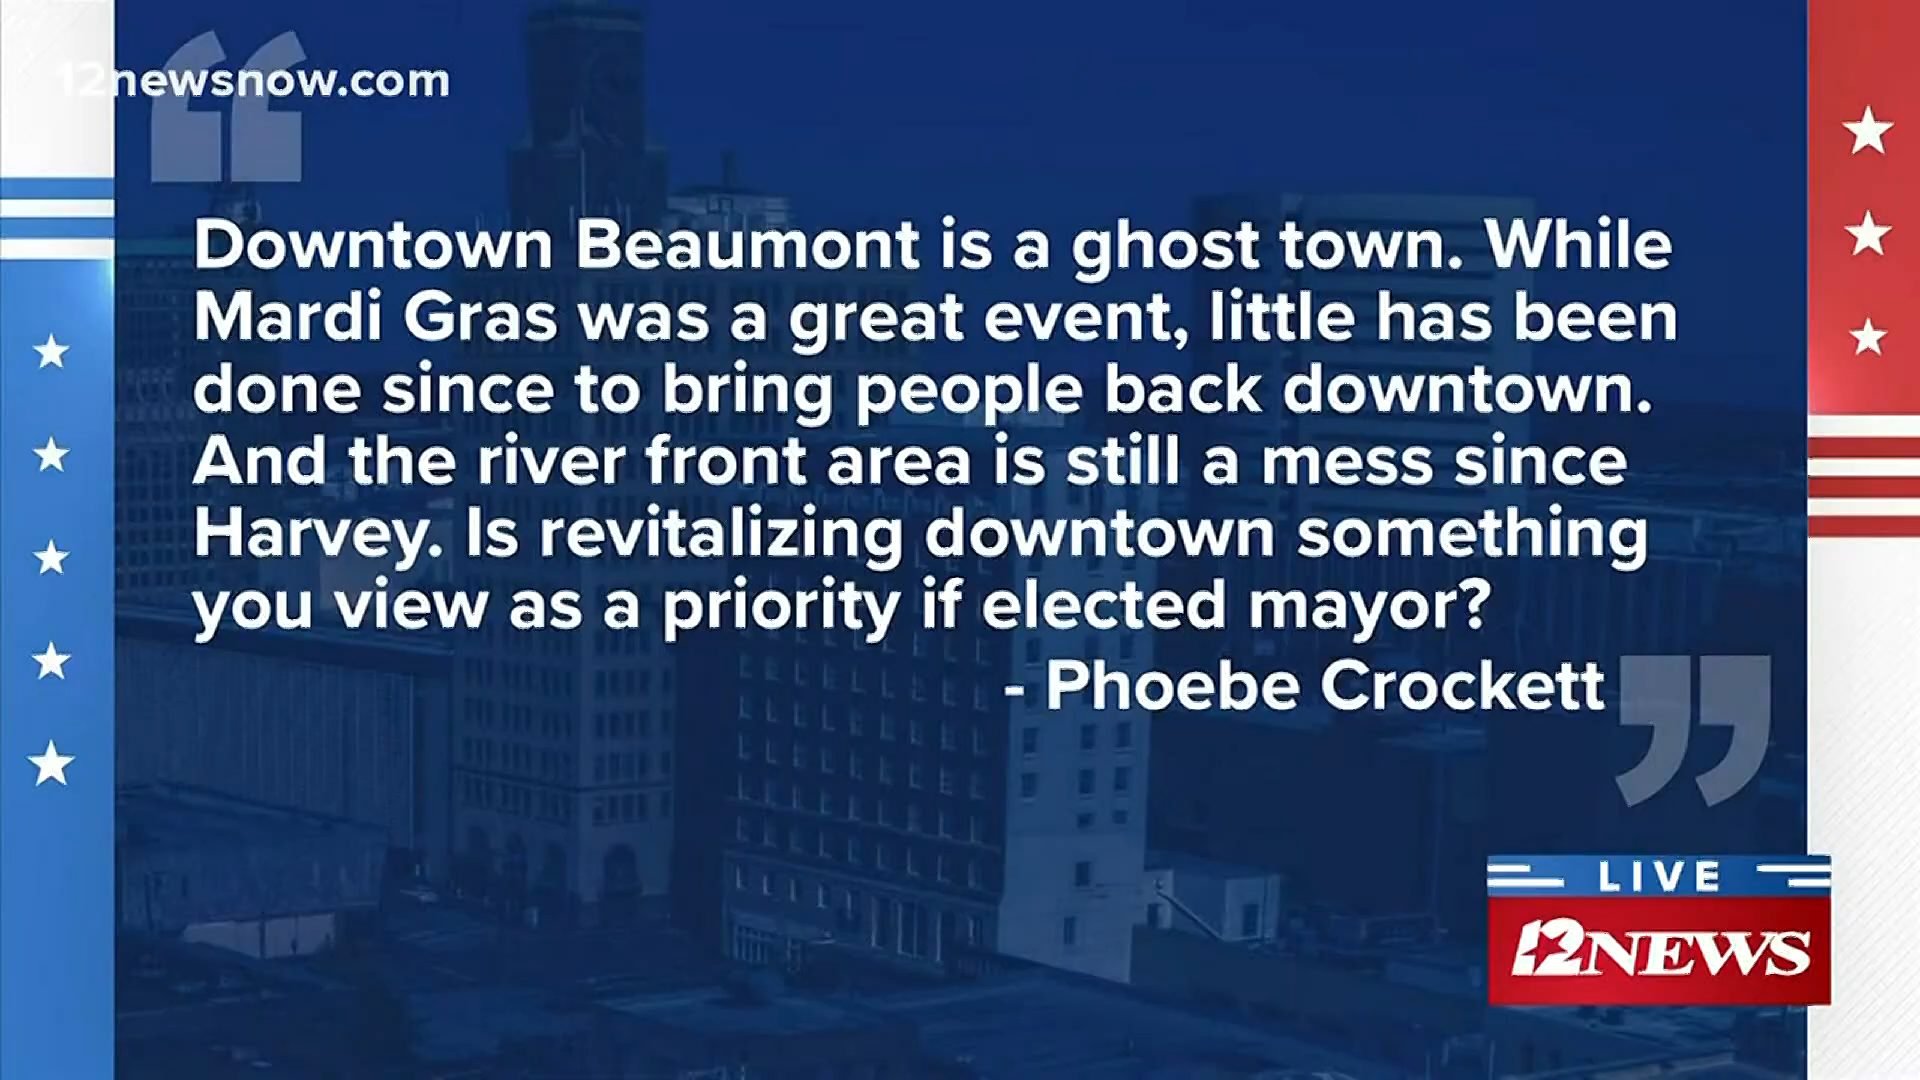 12newsnow.com
Downtown Beaumont is a ghost town. While
Mardi Gras was a great event, little has been
done since to bring people back downtown.
And the river front area is still a mess since
Harvey. Is revitalizing downtown something
you view as a priority if elected mayor?
- Phoebe Crockett
LIVE
12NEWS